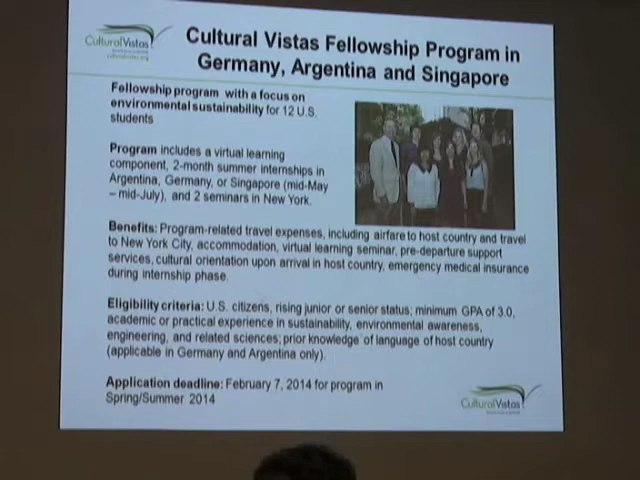 CulturalVistas
Cultural Vistas Fellowship Program in
Germany, Argentina and Singapore
Fellowship program with a focus on
environmental sustainability for 12 U.S.
students
Program includes a virtual learning
component, 2-month summer internships in
Argentina, Germany, or Singapore (mid-May
– mid-July), and 2 seminars in New York.
Benefits: Program-related travel expenses, including airfare to host country and travel
to New York City, accommodation, virtual learning seminar, pre-departure support
services, cultural orientation upon arrival in host country, emergency medical insurance
during internship phase.
Eligibility criteria: U.S. citizens, rising junior or senior status; minimum GPA of 3.0,
academic or practical experience in sustainability, environmental awareness,
engineering, and related sciences; prior knowledge of language of host country
(applicable in Germany and Argentina only).
Application deadline: February 7, 2014 for program in
Spring/Summer 2014
CulturalVistas